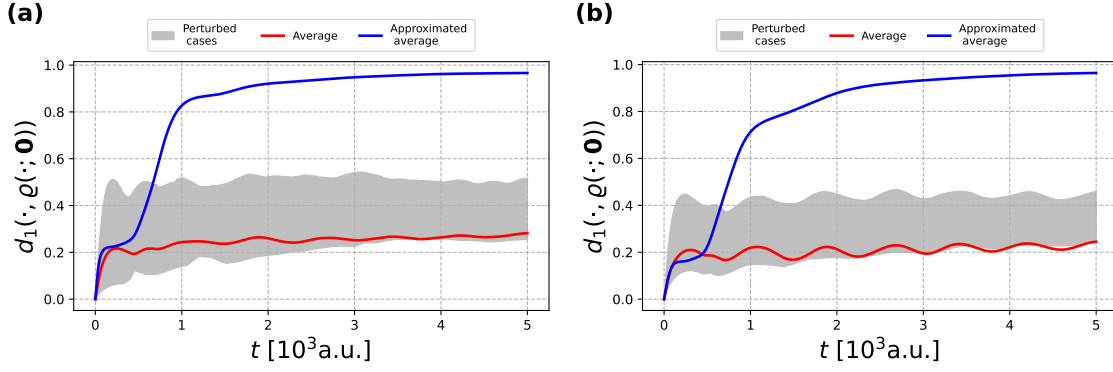 (a)
Perturbed
cases
Average
Approximated
average
1.0
0.8
0.6
0.4
0.2
0.0
d₁(·, ϱ(·; 𝟎))
0 1 2 3 4 5
t [10³a.u.]
(b)
Perturbed
cases
Average
Approximated
average
1.0
0.8
0.6
0.4
0.2
0.0
d₁(·, ϱ(·; 𝟎))
0 1 2 3 4 5
t [10³a.u.]